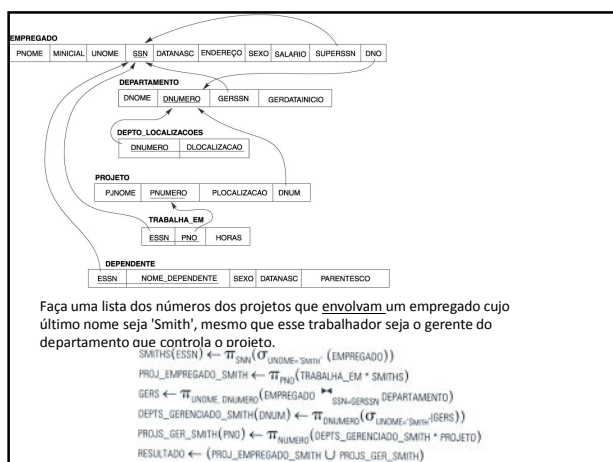 EMPREGADO
PNOME MINICIAL UNOME SSN DATANASC ENDEREÇO SEXO SALARIO SUPERSSN DNO
DEPARTAMENTO
DNOME DNUMERO GERSSN GERDATAINICIO
DEPTO_LOCALIZACOES
DNUMERO DLOCALIZACAO
PROJETO
PJNOME PNUMERO PLOCALIZACAO DNUM
TRABALHA_EM
ESSN PNO HORAS
DEPENDENTE
ESSN NOME_DEPENDENTE SEXO DATANASC PARENTESCO
Faça uma lista dos números dos projetos que envolvam um empregado cujo
último nome seja 'Smith', mesmo que esse trabalhador seja o gerente do
departamento que controla o projeto.
SMITHS(ESSN) ← π SNN(σ UNOME='SMITH' (EMPREGADO))
PROJ_EMPREGADO_SMITH ← π PNO(TRABALHA_EM * SMITHS)
GERS ← π UNOME, DNUMERO(EMPREGADO ⋈ SSN=GERSSN DEPARTAMENTO)
DEPTS_GERENCIADO_SMITH(DNUM) ← π DNUMERO(σ UNOME='SMITH'(GERS))
PROJS_GER_SMITH(PNO) ← π NUMERO(DEPTS_GERENCIADO_SMITH * PROJETO)
RESULTADO ← (PROJ_EMPREGADO_SMITH ∪ PROJS_GER_SMITH)